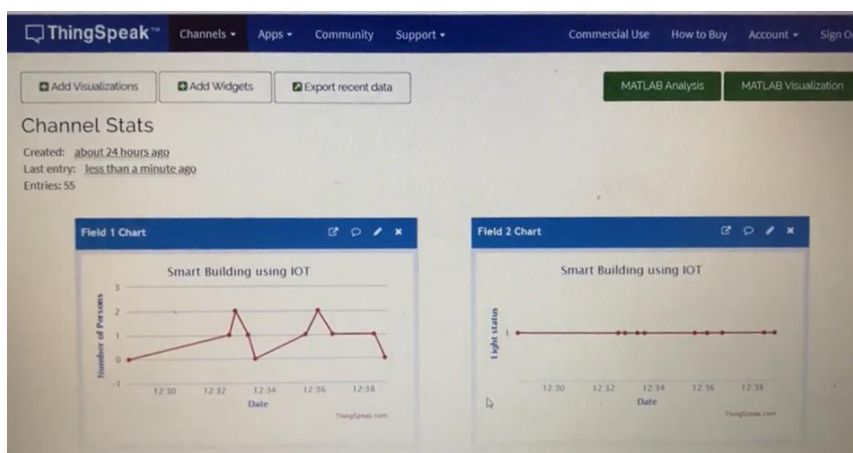 ThingSpeak™ Channels Apps Community Support Commercial Use How to Buy Account Sign O
Add Visualizations Add Widgets Export recent data MATLAB Analysis MATLAB Visualization
Channel Stats
Created: about 24 hours ago
Last entry: less than a minute ago
Entries: 55
Field 1 Chart
Smart Building using IOT
Number of Persons
3
2
1
0
-1
12:30 12:32 12:34 12:36 12:38
Date
ThingSpeak.com
Field 2 Chart
Smart Building using IOT
Light status
1
12:30 12:32 12:34 12:36 12:38
Date
ThingSpeak.com